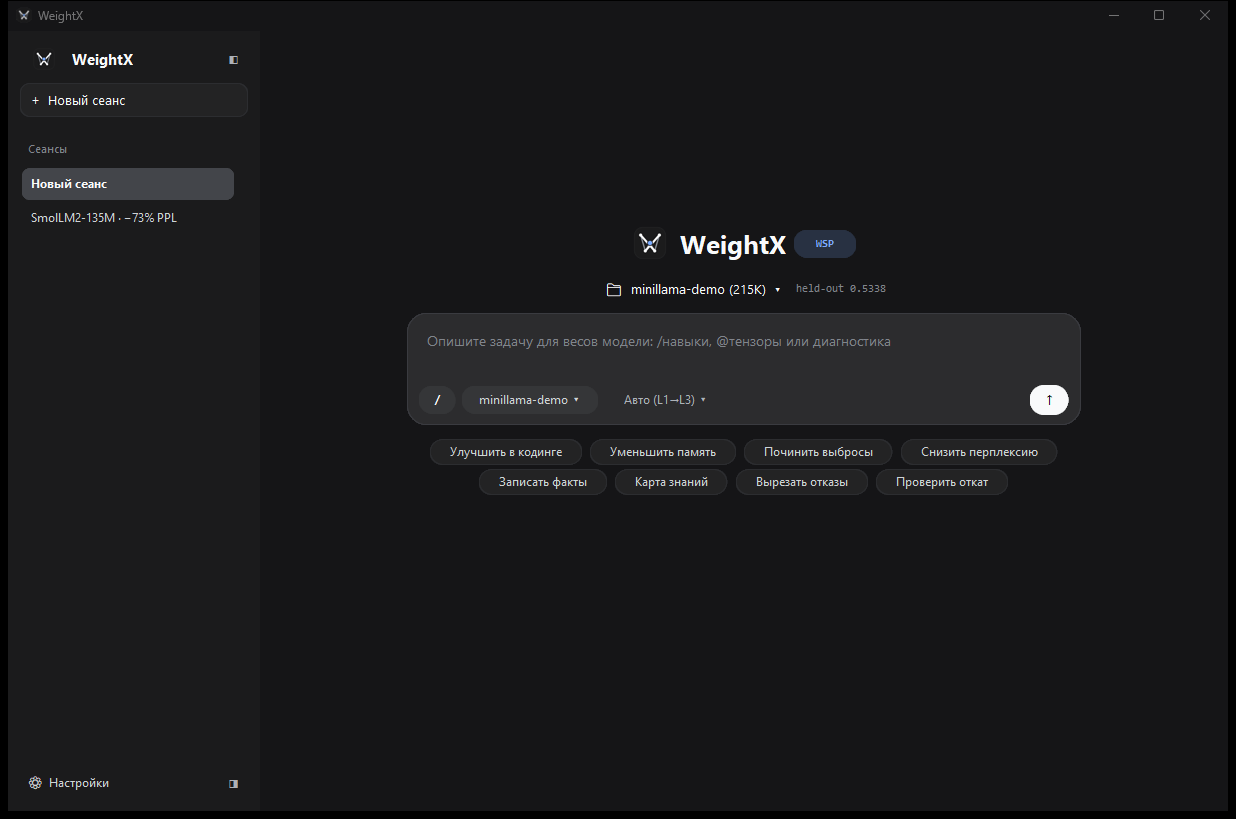 WeightX
WeightX
+ Новый сеанс
Сеансы
Новый сеанс
SmolLM2-135M · −73% PPL
Настройки
WeightX WSP
minillama-demo (215K) ▾ held-out 0.5338
Опишите задачу для весов модели: /навыки, @тензоры или диагностика
/ minillama-demo ▾ Авто (L1→L3) ▾ ↑
Улучшить в кодинге Уменьшить память Починить выбросы Снизить перплексию
Записать факты Карта знаний Вырезать отказы Проверить откат